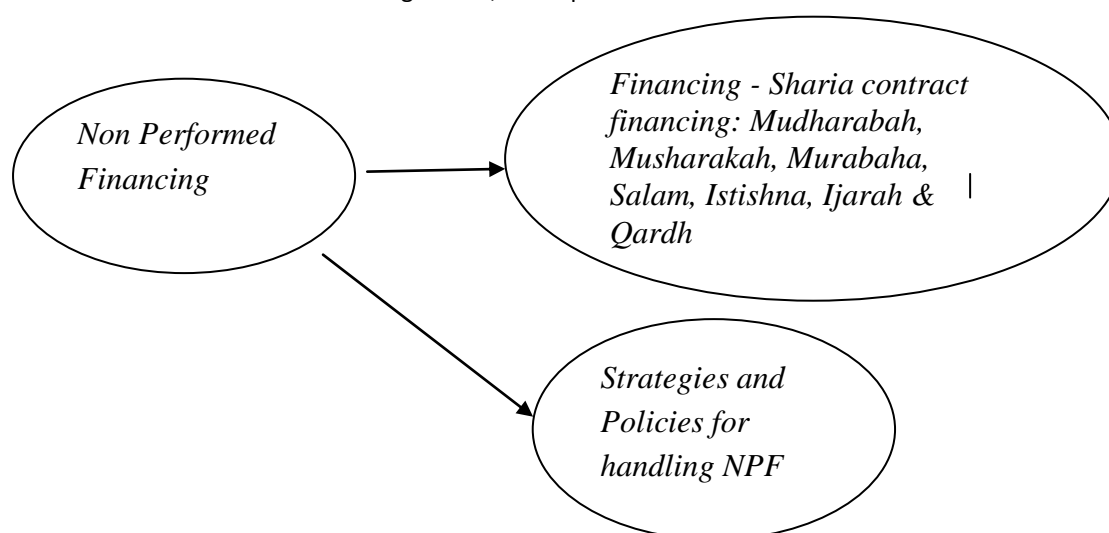 Non Performed
Financing
Financing - Sharia contract
financing: Mudharabah,
Musharakah, Murabaha,
Salam, Istishna, Ijarah &
Qardh
Strategies and
Policies for
handling NPF